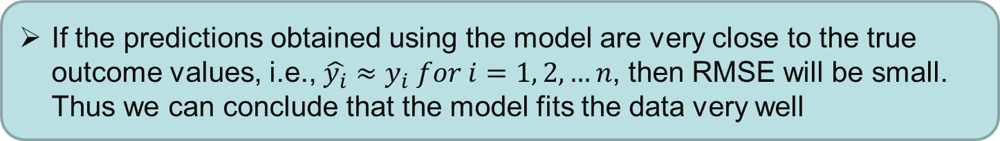 ➢ If the predictions obtained using the model are very close to the true
outcome values, i.e., $\hat{y_i} \approx y_i \; for \; i = 1, 2, \ldots n$, then RMSE will be small.
Thus we can conclude that the model fits the data very well